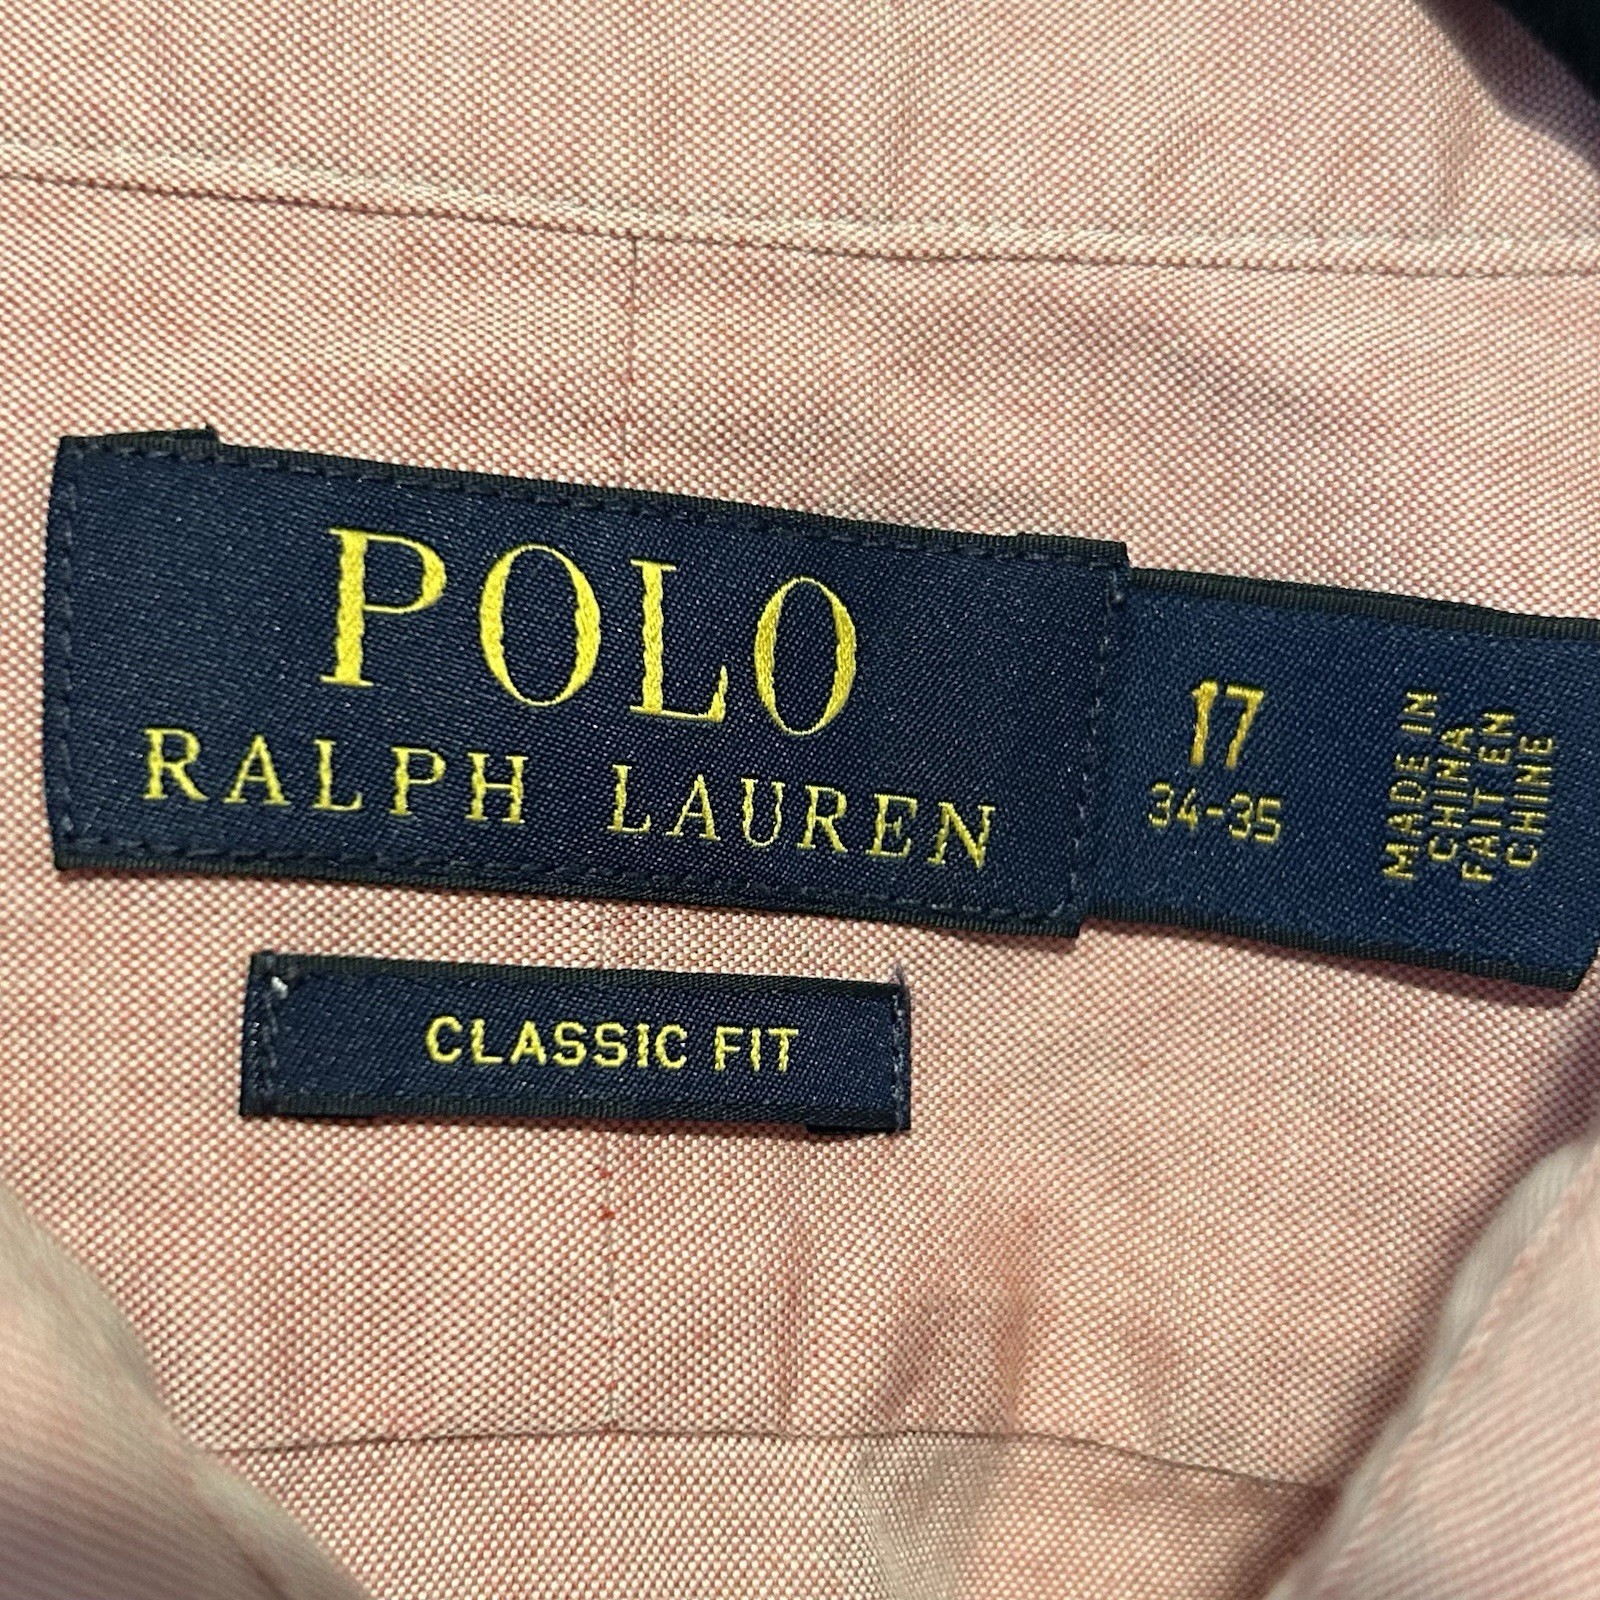 POLO
RALPH LAUREN
17
34-35
MADE IN
CHINA
FAIT EN
CHINE
CLASSIC FIT